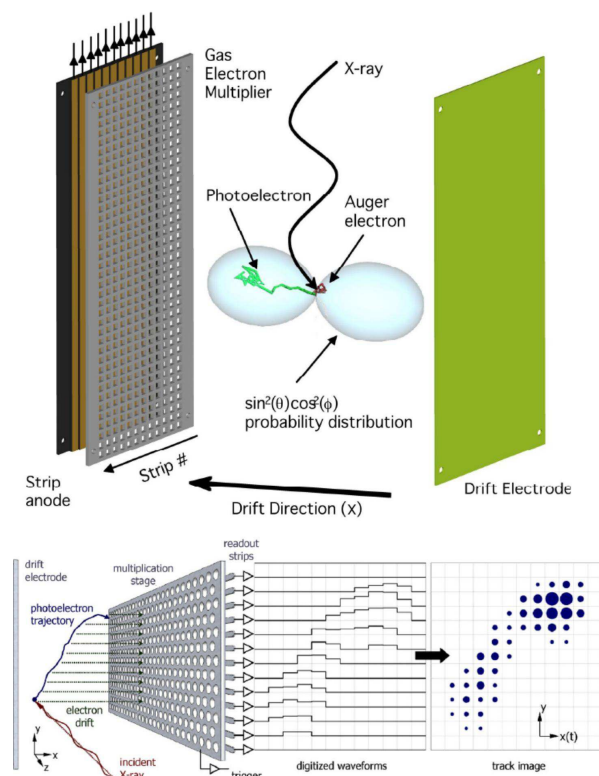 Gas
Electron
Multiplier
X-ray
Photoelectron
Auger
electron
sin²(θ)cos²(ϕ)
probability distribution
Strip #
Strip
anode
Drift Direction (x)
Drift Electrode
readout
strips
drift
electrode
multiplication
stage
photoelectron
trajectory
electron drift
y
x
z
incident
X-ray
trigger
digitized waveforms
y
x(t)
track image